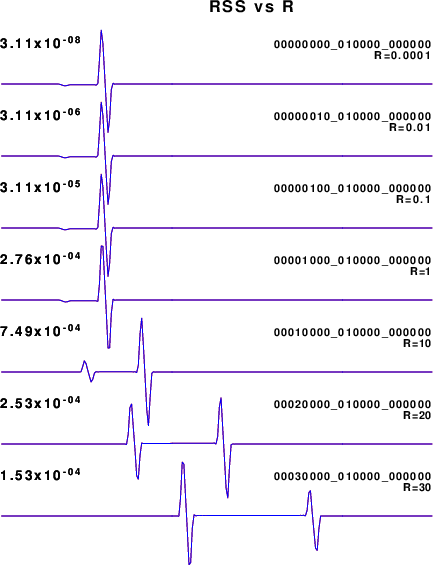 RSS vs R
3.11x10-08 00000000_010000_000000
R=0.0001
3.11x10-06 00000010_010000_000000
R=0.01
3.11x10-05 00000100_010000_000000
R=0.1
2.76x10-04 00001000_010000_000000
R=1
7.49x10-04 00010000_010000_000000
R=10
2.53x10-04 00020000_010000_000000
R=20
1.53x10-04 00030000_010000_000000
R=30